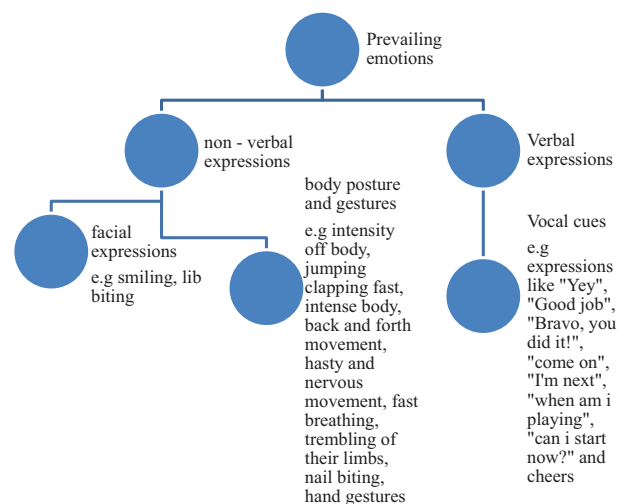 Prevailing
emotions
non - verbal
expressions
Verbal
expressions
facial
expressions
e.g smiling, lib
biting
body posture
and gestures
e.g intensity
off body,
jumping
clapping fast,
intense body,
back and forth
movement,
hasty and
nervous
movement, fast
breathing,
trembling of
their limbs,
nail biting,
hand gestures
Vocal cues
e.g
expressions
like "Yey",
"Good job",
"Bravo, you
did it!",
"come on",
"I'm next",
"when am i
playing",
"can i start
now?" and
cheers